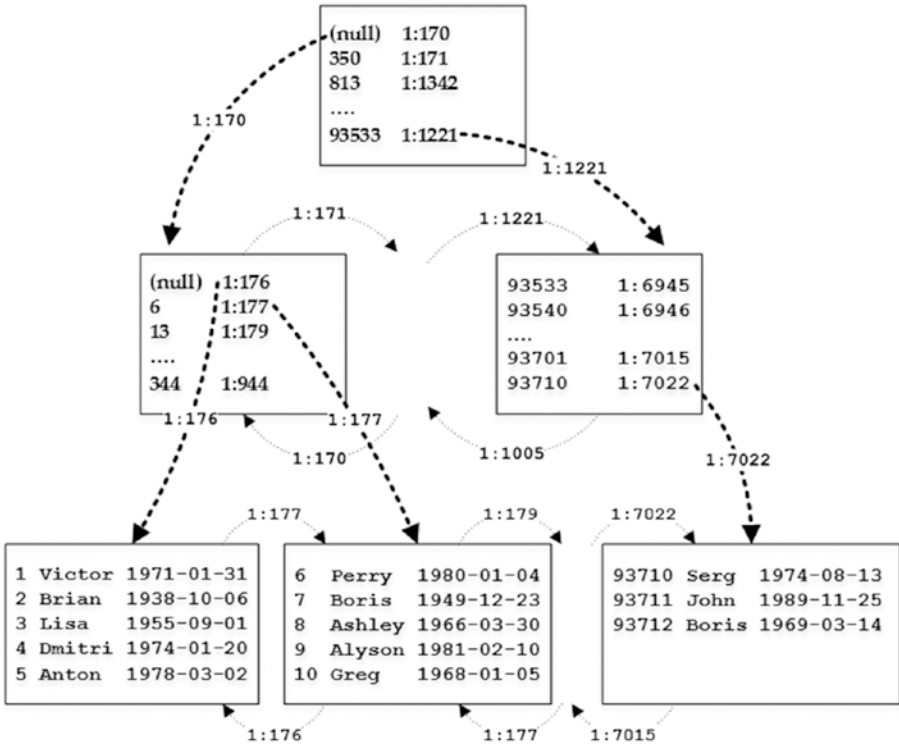 (null) 1:170
350 1:171
813 1:1342
....
93533 1:1221
1:170
1:1221
1:171
1:1221
(null) 1:176
6 1:177
13 1:179
....
344 1:944
93533 1:6945
93540 1:6946
....
93701 1:7015
93710 1:7022
1:176
1:177
1:170
1:1005
1:7022
1:177
1:179
1:7022
1 Victor 1971-01-31
2 Brian 1938-10-06
3 Lisa 1955-09-01
4 Dmitri 1974-01-20
5 Anton 1978-03-02
6 Perry 1980-01-04
7 Boris 1949-12-23
8 Ashley 1966-03-30
9 Alyson 1981-02-10
10 Greg 1968-01-05
93710 Serg 1974-08-13
93711 John 1989-11-25
93712 Boris 1969-03-14
1:176
1:177
1:7015